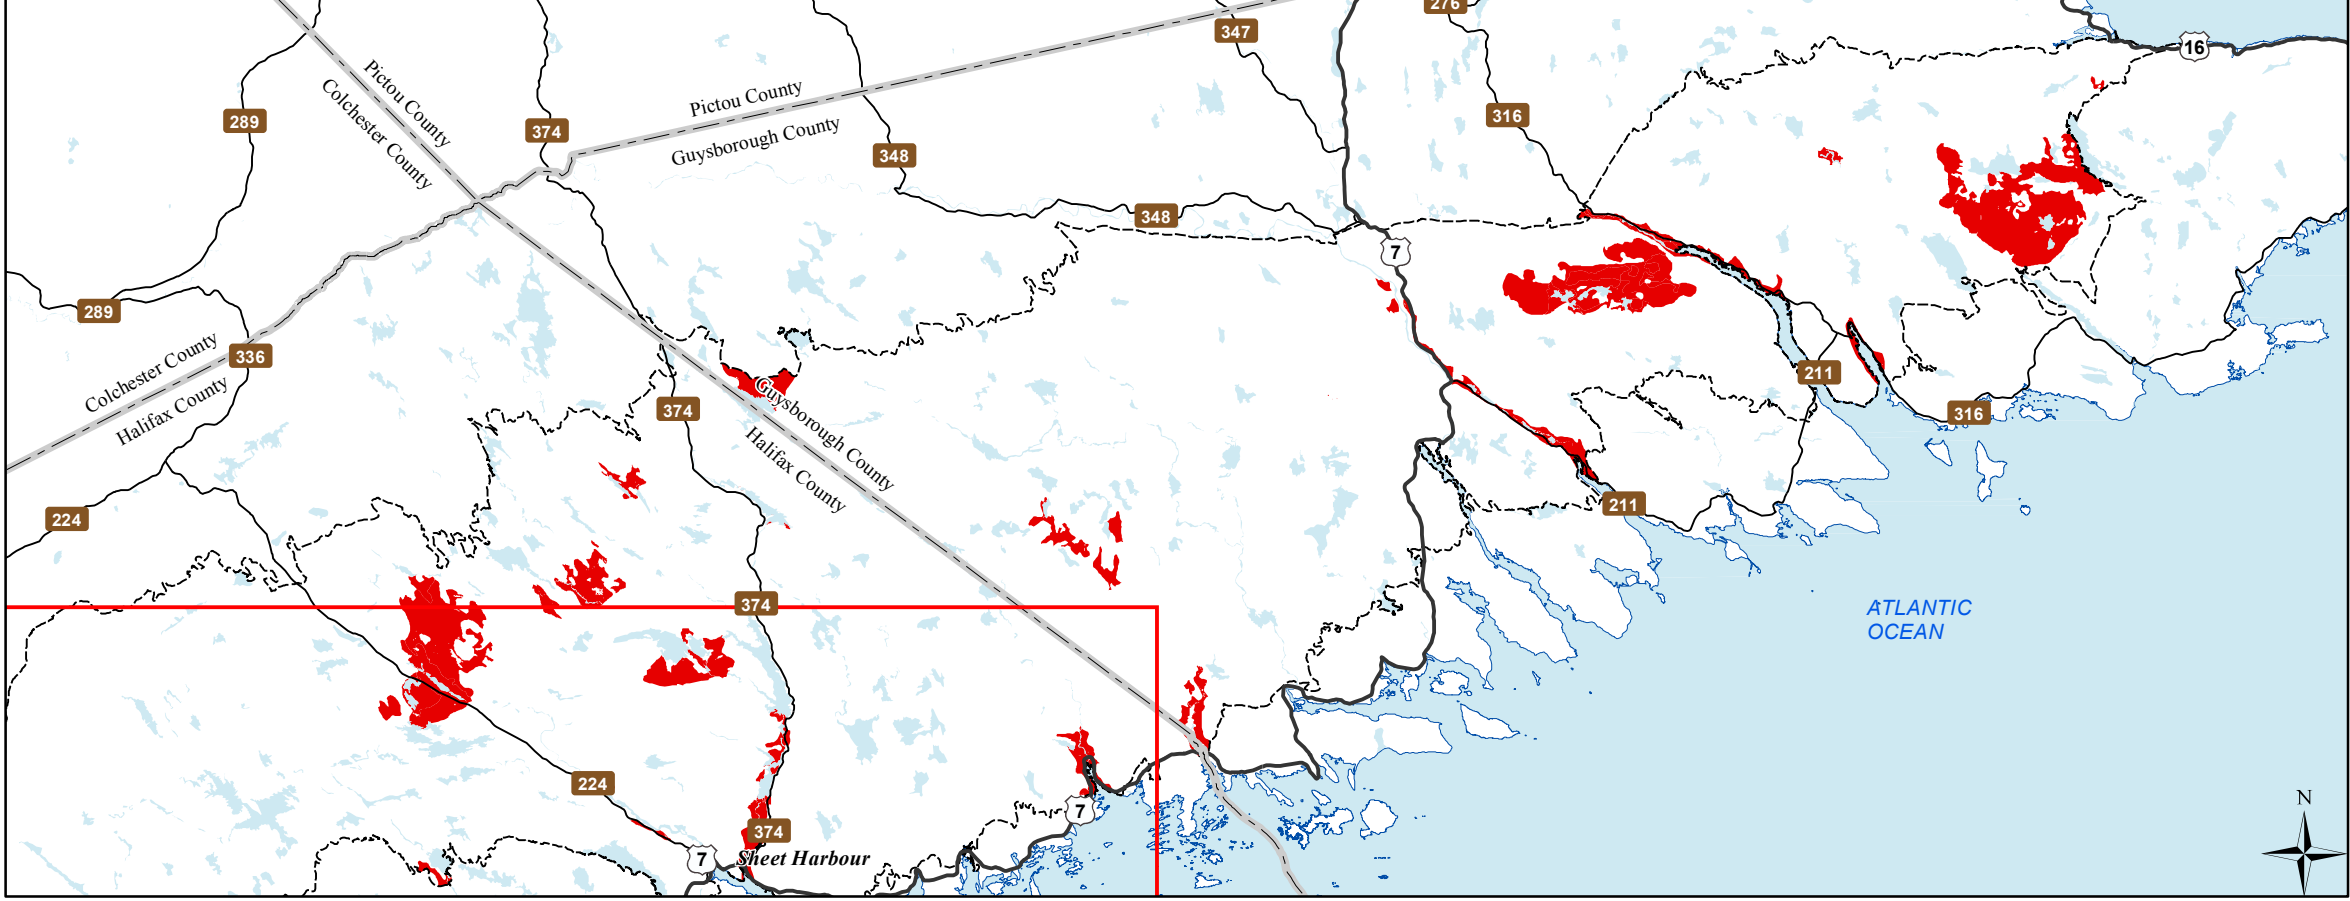 276
347
16
289
374
316
Pictou County
Colchester County
Pictou County
Guysborough County
348
348
7
289
336
Colchester County
Halifax County
374
211
316
Guysborough County
Halifax County
224
211
374
ATLANTIC
OCEAN
224
7
374
7
Sheet Harbour
N